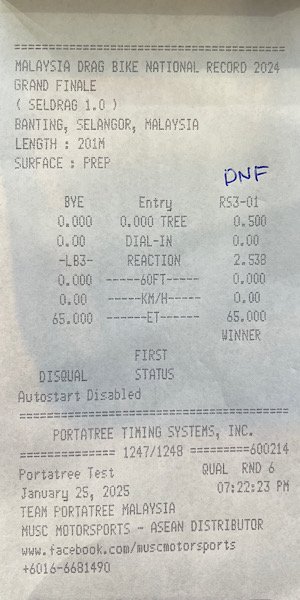 ========================================
MALAYSIA DRAG BIKE NATIONAL RECORD 2024
GRAND FINALE
( SELDRAG 1.0 )
BANTING, SELANGOR, MALAYSIA
LENGTH : 201M
SURFACE : PREP
DNF
BYE Entry RS3-01
0.000 0.000 TREE 0.500
0.00 DIAL-IN 0.00
-LB3- REACTION 2.538
0.000 -----60FT----- 0.000
0.00 -----KM/H----- 0.00
65.000 ------ET------ 65.000
WINNER
FIRST
DISQUAL STATUS
Autostart Disabled
========================================
PORTATREE TIMING SYSTEMS, INC.
============== 1247/1248 =========600214
Portatree Test QUAL RND 6
January 25, 2025 07:22:23 PM
TEAM PORTATREE MALAYSIA
MUSC MOTORSPORTS - ASEAN DISTRIBUTOR
www.facebook.com/muscmotorsports
+6016-6681490